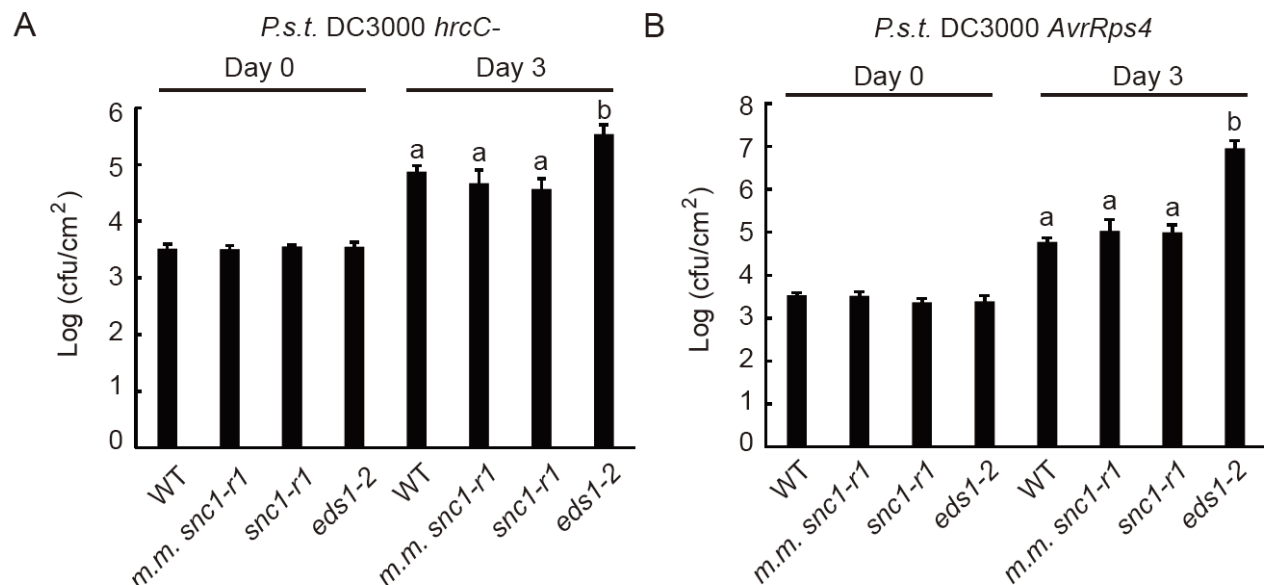 A
P.s.t. DC3000 hrcC-
Day 0
Day 3
Log (cfu/cm2)
6
5
4
3
2
1
0
a
a
a
b
WT
m.m. snc1-r1
snc1-r1
eds1-2
WT
m.m. snc1-r1
snc1-r1
eds1-2
B
P.s.t. DC3000 AvrRps4
Day 0
Day 3
Log (cfu/cm2)
8
7
6
5
4
3
2
1
0
a
a
a
b
WT
m.m. snc1-r1
snc1-r1
eds1-2
WT
m.m. snc1-r1
snc1-r1
eds1-2